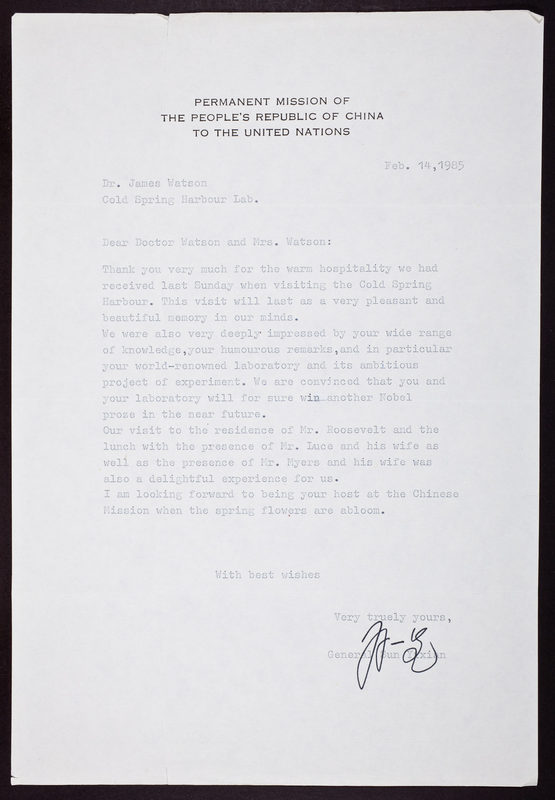 PERMANENT MISSION OF
THE PEOPLE'S REPUBLIC OF CHINA
TO THE UNITED NATIONS
Feb. 14,1985
Dr. James Watson
Cold Spring Harbour Lab.
Dear Doctor Watson and Mrs. Watson:
Thank you very much for the warm hospitality we had
received last Sunday when visiting the Cold Spring
Harbour. This visit will last as a very pleasant and
beautiful memory in our minds.
We were also very deeply impressed by your wide range
of knowledge,your humourous remarks,and in particular
your world-renowned laboratory and its ambitious
project of experiment. We are convinced that you and
your laboratory will for sure win another Nobel
proze in the near future.
Our visit to the residence of Mr. Roosevelt and the
lunch with the presence of Mr. Luce and his wife as
well as the presence of Mr. Myers and his wife was
also a delightful experience for us.
I am looking forward to being your host at the Chinese
Mission when the spring flowers are abloom.
With best wishes
Very truely yours,
General Sun